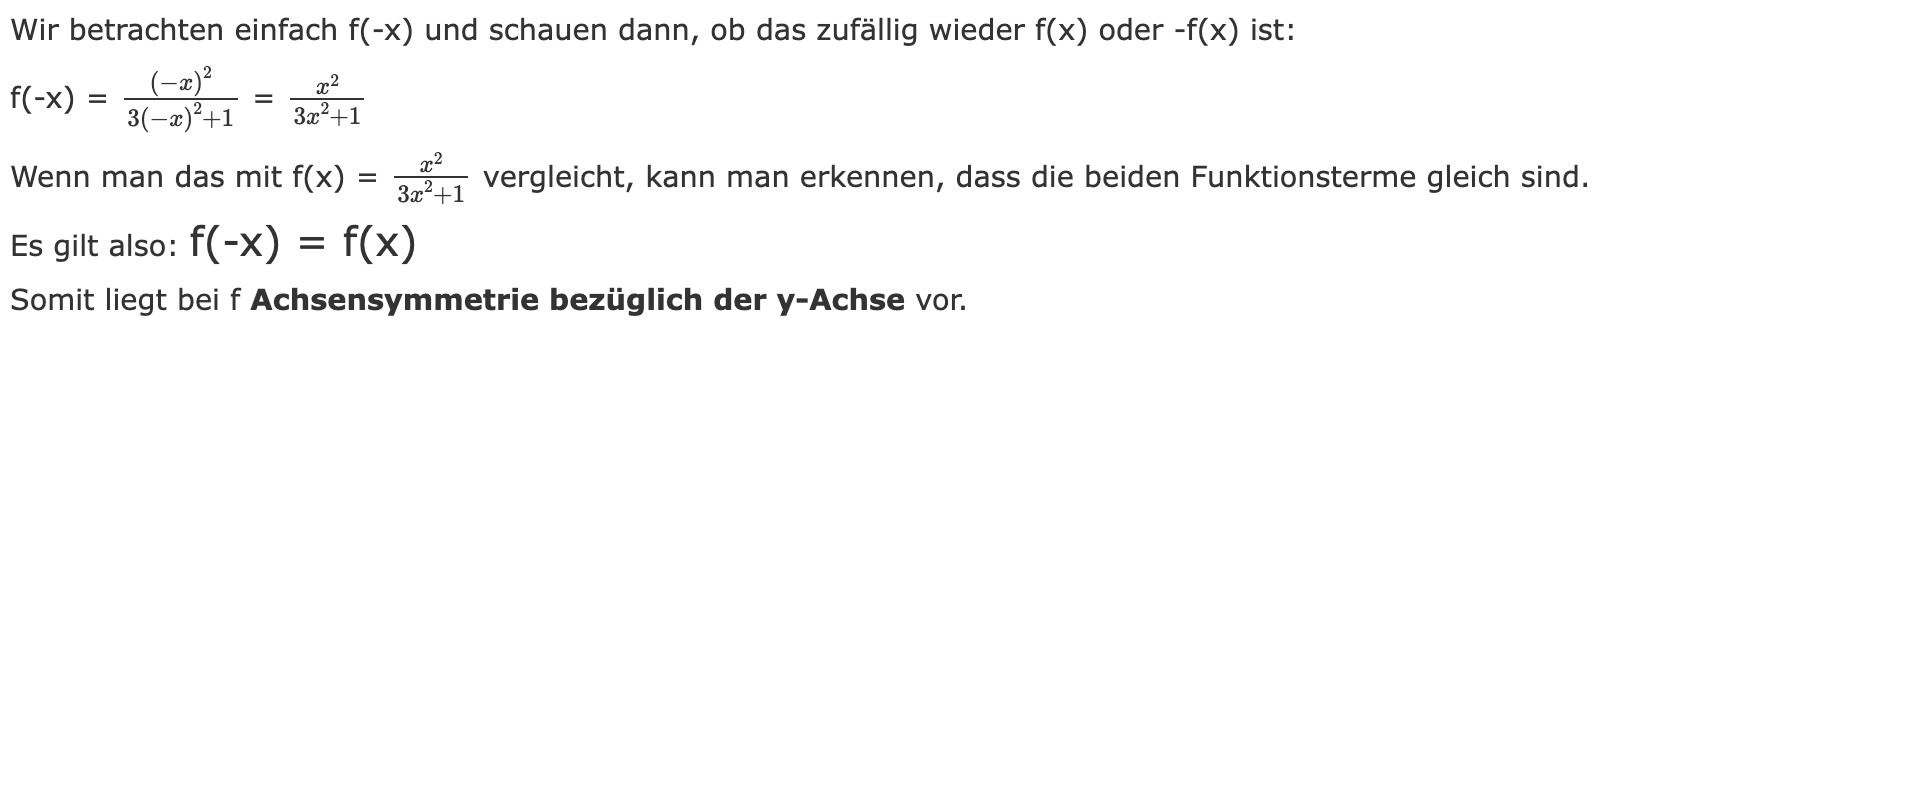 Wir betrachten einfach f(-x) und schauen dann, ob das zufällig wieder f(x) oder -f(x) ist:
f(-x) = $\frac{(-x)^2}{3(-x)^2+1}$ = $\frac{x^2}{3x^2+1}$
Wenn man das mit f(x) = $\frac{x^2}{3x^2+1}$ vergleicht, kann man erkennen, dass die beiden Funktionsterme gleich sind.
Es gilt also: f(-x) = f(x)
Somit liegt bei f Achsensymmetrie bezüglich der y-Achse vor.